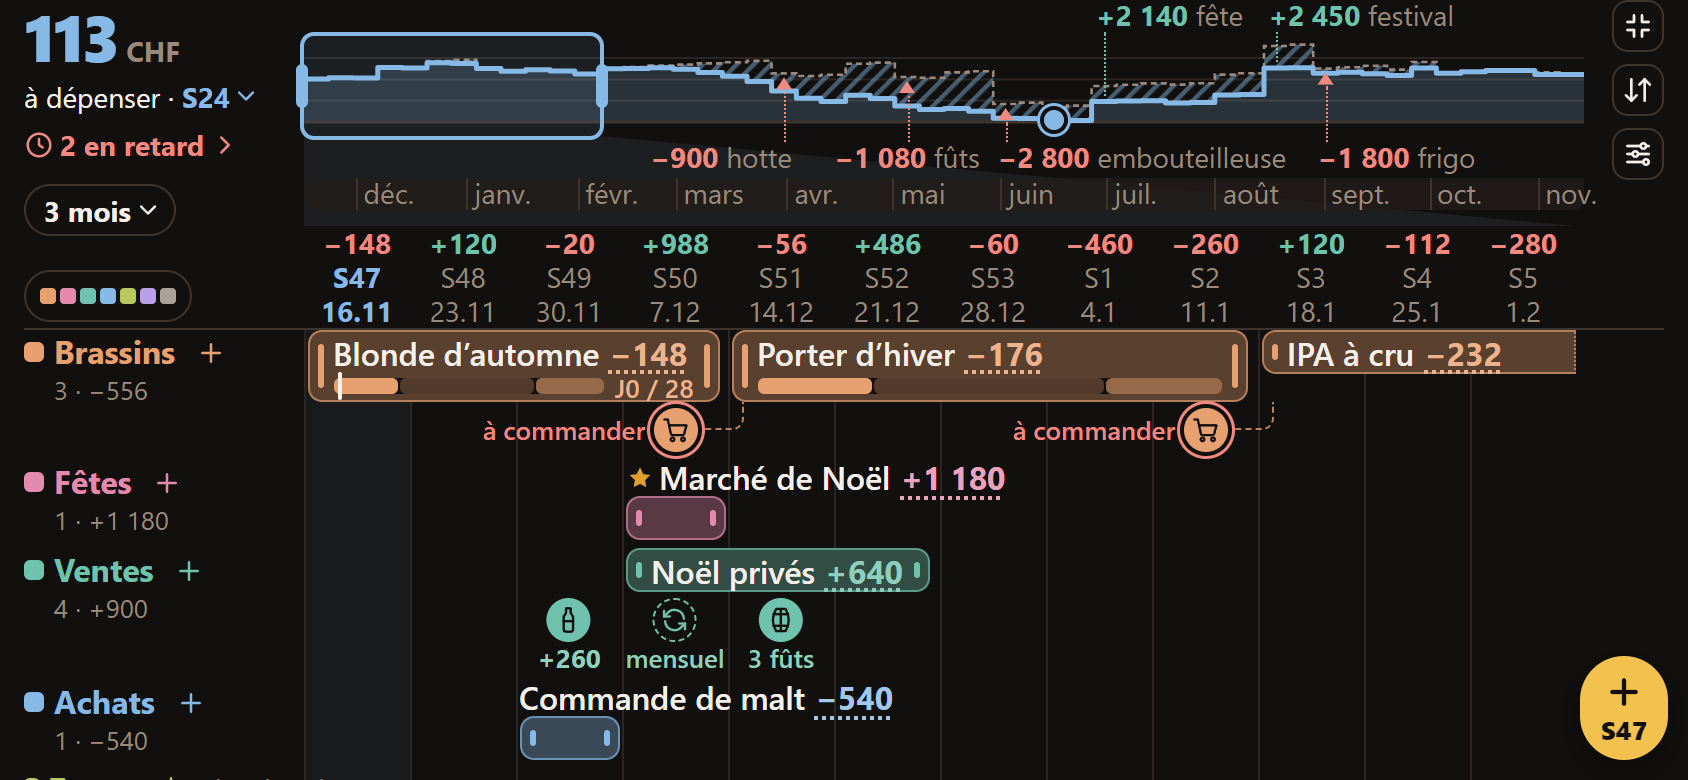 113 CHF
à dépenser · S24
2 en retard
3 mois
+2 140 fête
+2 450 festival
−900 hotte
−1 080 fûts
−2 800 embouteilleuse
−1 800 frigo
déc.
janv.
févr.
mars
avr.
mai
juin
juil.
août
sept.
oct.
nov.
−148 +120 −20 +988 −56 +486 −60 −460 −260 +120 −112 −280
S47 S48 S49 S50 S51 S52 S53 S1 S2 S3 S4 S5
16.11 23.11 30.11 7.12 14.12 21.12 28.12 4.1 11.1 18.1 25.1 1.2
Brassins +
3 · −556
Blonde d’automne −148
J0 / 28
Porter d’hiver −176
IPA à cru −232
à commander
à commander
Fêtes +
1 · +1 180
Marché de Noël +1 180
Ventes +
4 · +900
Noël privés +640
+260
mensuel
3 fûts
Achats +
1 · −540
Commande de malt −540
+
S47